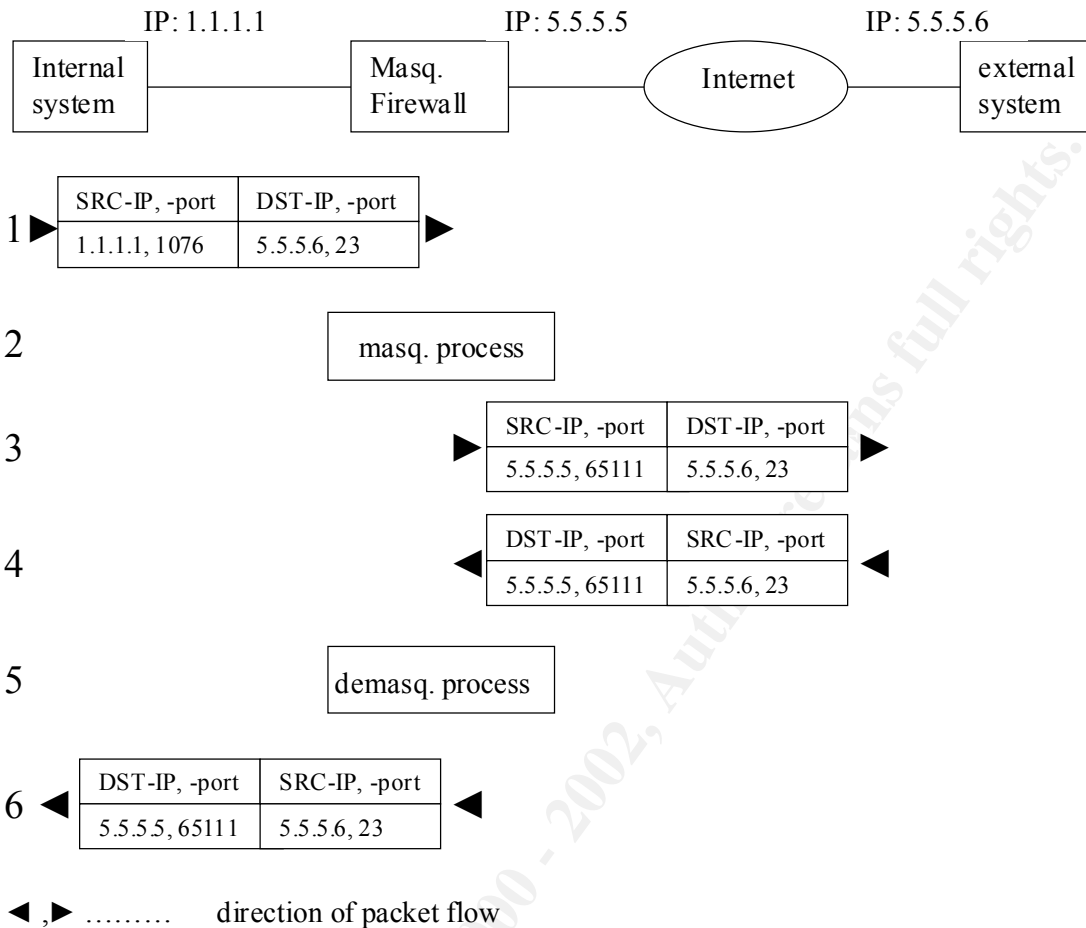 IP: 1.1.1.1 IP: 5.5.5.5 IP: 5.5.5.6
Internal system
Masq. Firewall
Internet
external system
1
SRC-IP, -port DST-IP, -port
1.1.1.1, 1076 5.5.5.6, 23
2
masq. process
3
SRC-IP, -port DST-IP, -port
5.5.5.5, 65111 5.5.5.6, 23
4
DST-IP, -port SRC-IP, -port
5.5.5.5, 65111 5.5.5.6, 23
5
demasq. process
6
DST-IP, -port SRC-IP, -port
5.5.5.5, 65111 5.5.5.6, 23
◄ ,► ......... direction of packet flow
- 2002, full rights.